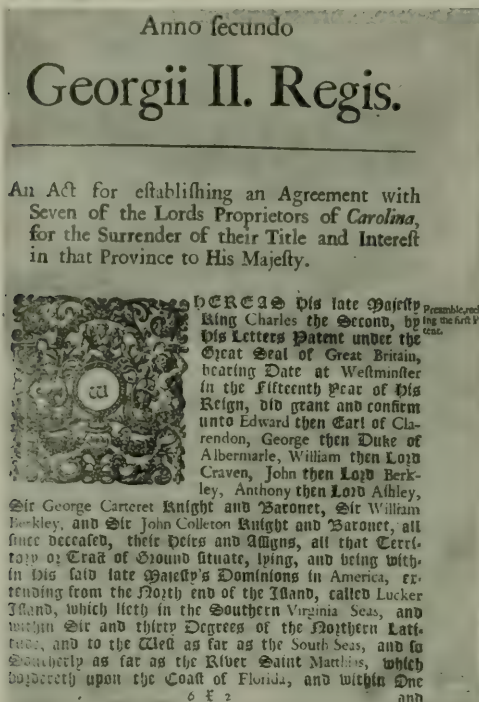 Anno ſecundo
Georgii II. Regis.
An Act for eſtabliſhing an Agreement with
Seven of the Lords Proprietors of Carolina,
for the Surrender of their Title and Intereſt
in that Province to His Majeſty.
W
HEREAS His late Majeſty
King Charles the Second, by
His Letters Patent under the
Great Seal of Great Britain,
bearing Date at Weſtminſter
in the Fifteenth Year of His
Reign, did grant and confirm
unto Edward then Earl of Cla-
rendon, George then Duke of
Albermarle, William then Lord
Craven, John then Lord Berk-
ley, Anthony then Lord Aſhley,
Sir George Carteret Knight and Baronet, Sir William
Berkley, and Sir John Colleton Knight and Baronet, all
ſince deceaſed, their Heirs and Aſſigns, all that Terri-
tory or Tract of Ground ſituate, lying, and being with-
in His ſaid late Majeſty's Dominions in America, ex-
tending from the North end of the Iſland, called Lucker
Iſland, which lieth in the Southern Virginia Seas, and
within Six and thirty Degrees of the Northern Lati-
tude, and to the Weſt as far as the South Seas, and ſo
Southerly as far as the River Saint Matthias, which
bordereth upon the Coaſt of Florida, and within One
6 E 2
and
Preamble, reci
ing the firſt P
tent.